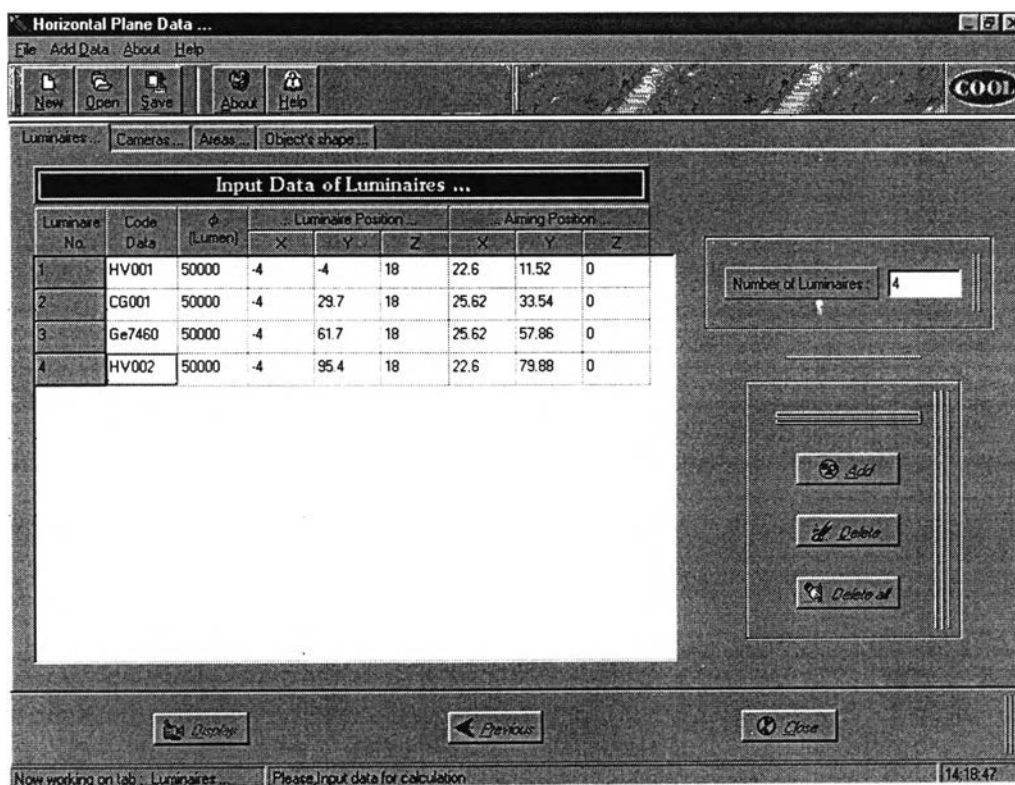 Horizontal Plane Data ...
File Add Data About Help
New Open Save About Help COOL
Luminaires ... Cameras ... Areas ... Object's shape ...
Input Data of Luminaires ...
Luminaire No. Code Data ϕ (Lumen) ... Luminaire Position ... ... Aiming Position ...
X Y Z X Y Z
1 HV001 50000 -4 -4 18 22.6 11.52 0
2 CG001 50000 -4 29.7 18 25.62 33.54 0
3 Ge7460 50000 -4 61.7 18 25.62 57.86 0
4 HV002 50000 -4 95.4 18 22.6 79.88 0
Number of Luminaires : 4
Add
Delete
Delete all
Display Previous Close
Now working on tab : Luminaires ... Please,Input data for calculation 14:18:47